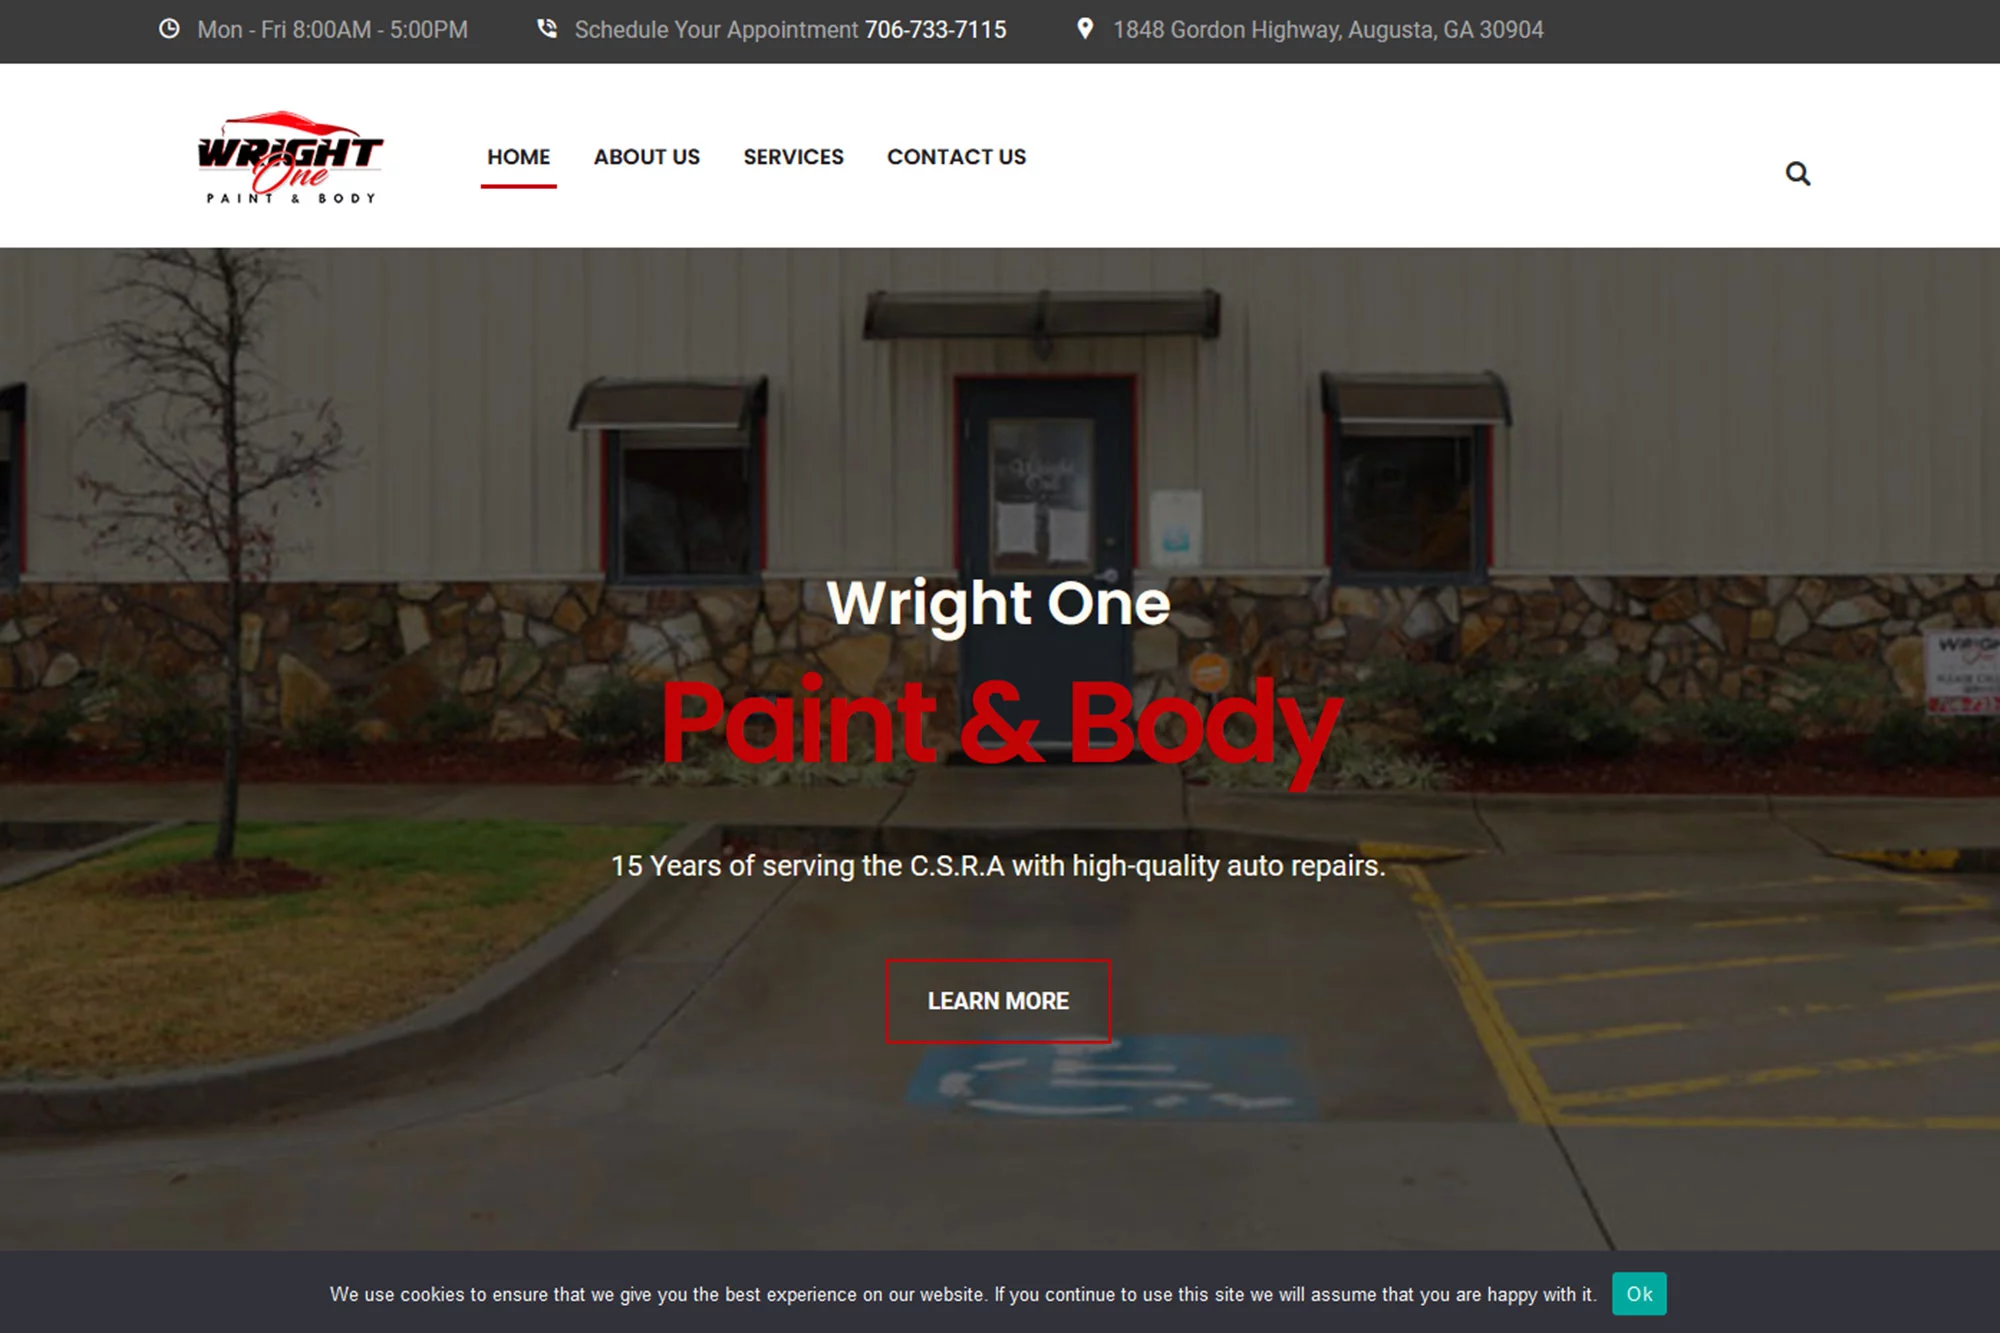 Mon - Fri 8:00AM - 5:00PM
Schedule Your Appointment 706-733-7115
1848 Gordon Highway, Augusta, GA 30904
WRIGHT
One
PAINT & BODY
HOME
ABOUT US
SERVICES
CONTACT US
Wright One
Paint & Body
15 Years of serving the C.S.R.A with high-quality auto repairs.
LEARN MORE
We use cookies to ensure that we give you the best experience on our website. If you continue to use this site we will assume that you are happy with it.
Ok